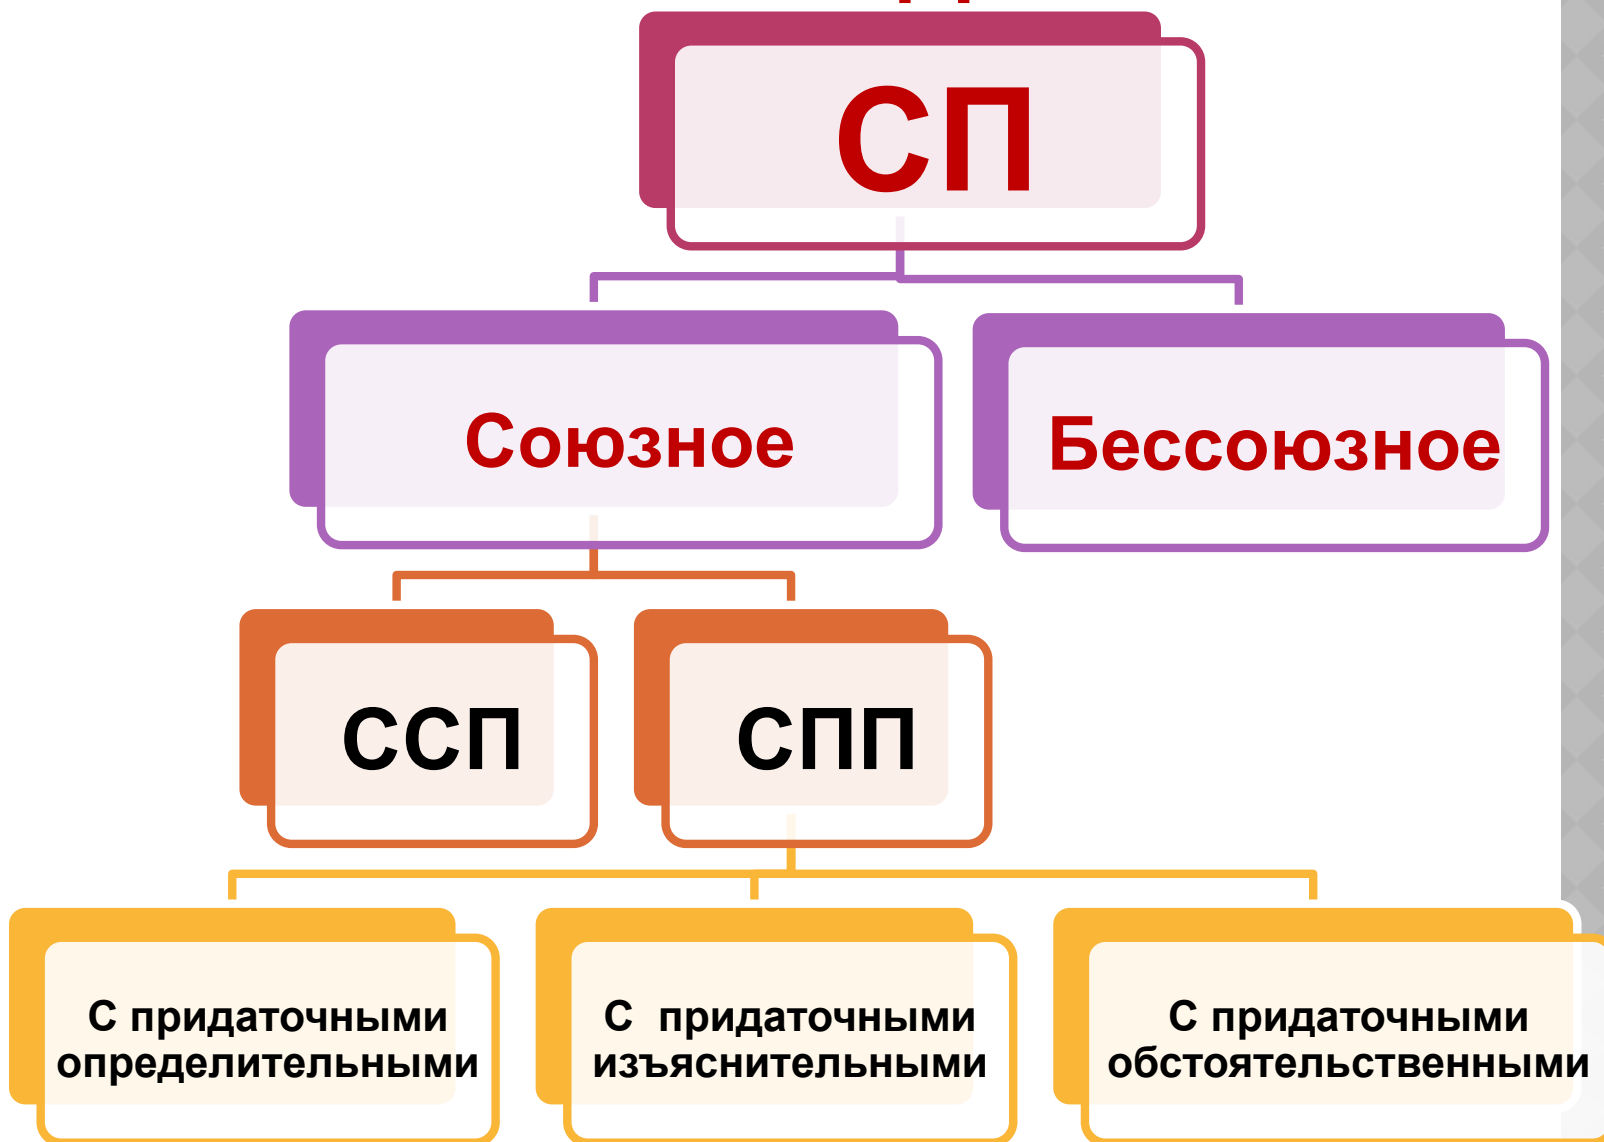 СП
Союзное
Бессоюзное
ССП
СПП
С придаточными
определительными
С придаточными
изъяснительными
С придаточными
обстоятельственными